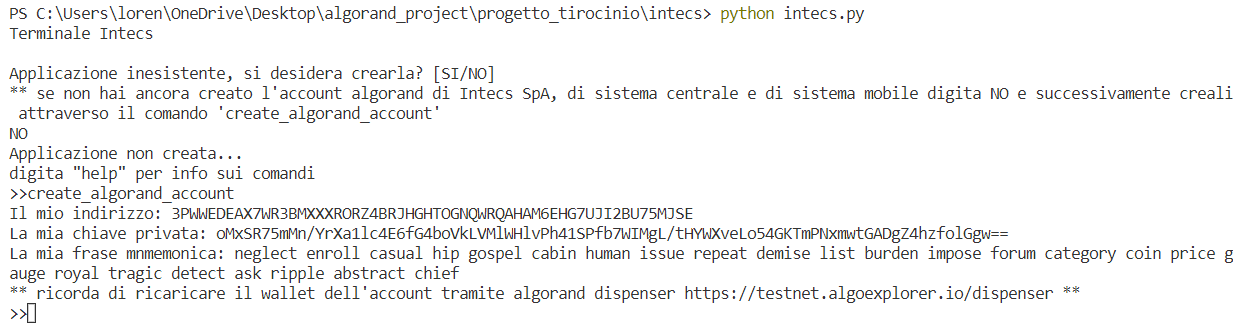 PS C:\Users\loren\OneDrive\Desktop\algorand_project\progetto_tirocinio\intecs> python intecs.py
Terminale Intecs
Applicazione inesistente, si desidera crearla? [SI/NO]
** se non hai ancora creato l'account algorand di Intecs SpA, di sistema centrale e di sistema mobile digita NO e successivamente creali
attraverso il comando 'create_algorand_account'
NO
Applicazione non creata...
digita "help" per info sui comandi
>>create_algorand_account
Il mio indirizzo: 3PWWEDEAX7WR3BMXXXRORZ4BRJHGHTOGNQWRQAHAM6EHG7UJI2BU75MJSE
La mia chiave privata: oMxSR75mMn/YrXa1lc4E6fG4boVkLVMlWHlvPh41SPfb7WIMgL/tHYWXveLo54GKTmPNxmwtGADgZ4hzfolGgw==
La mia frase mnmemonica: neglect enroll casual hip gospel cabin human issue repeat demise list burden impose forum category coin price g
auge royal tragic detect ask ripple abstract chief
** ricorda di ricaricare il wallet dell'account tramite algorand dispenser https://testnet.algoexplorer.io/dispenser **
>>